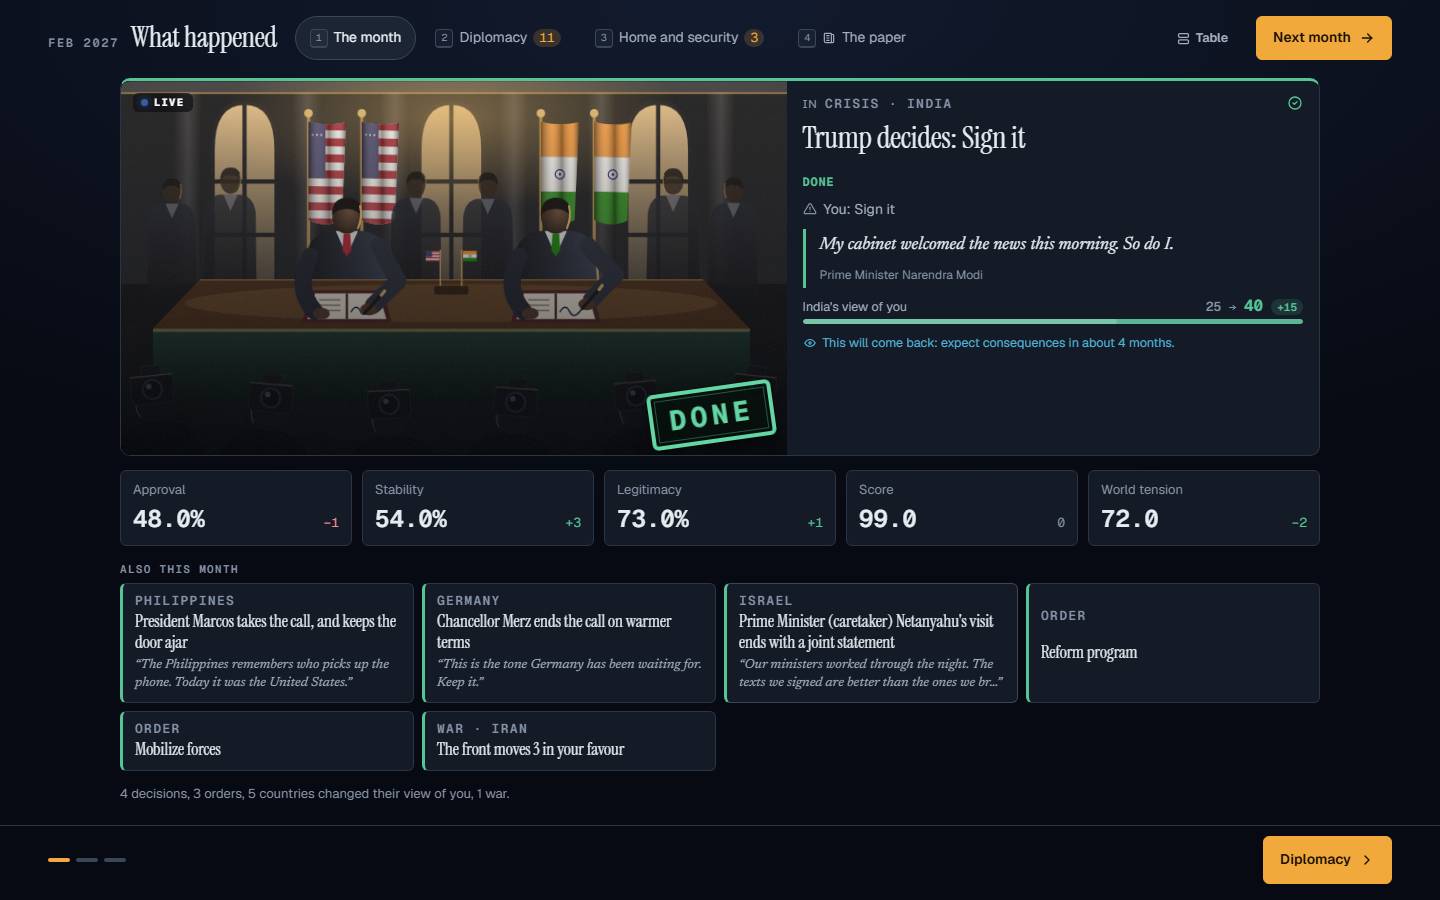 FEB 2027 What happened
1 The month
2 Diplomacy 11
3 Home and security 3
4 The paper
Table
Next month →
LIVE
DONE
IN CRISIS · INDIA
Trump decides: Sign it
DONE
You: Sign it
My cabinet welcomed the news this morning. So do I.
Prime Minister Narendra Modi
India's view of you 25 → 40 +15
This will come back: expect consequences in about 4 months.
Approval
48.0% −1
Stability
54.0% +3
Legitimacy
73.0% +1
Score
99.0 0
World tension
72.0 −2
ALSO THIS MONTH
PHILIPPINES
President Marcos takes the call, and keeps the
door ajar
“The Philippines remembers who picks up the
phone. Today it was the United States.”
GERMANY
Chancellor Merz ends the call on warmer
terms
“This is the tone Germany has been waiting for.
Keep it.”
ISRAEL
Prime Minister (caretaker) Netanyahu's visit
ends with a joint statement
“Our ministers worked through the night. The
texts we signed are better than the ones we br...”
ORDER
Reform program
ORDER
Mobilize forces
WAR · IRAN
The front moves 3 in your favour
4 decisions, 3 orders, 5 countries changed their view of you, 1 war.
Diplomacy